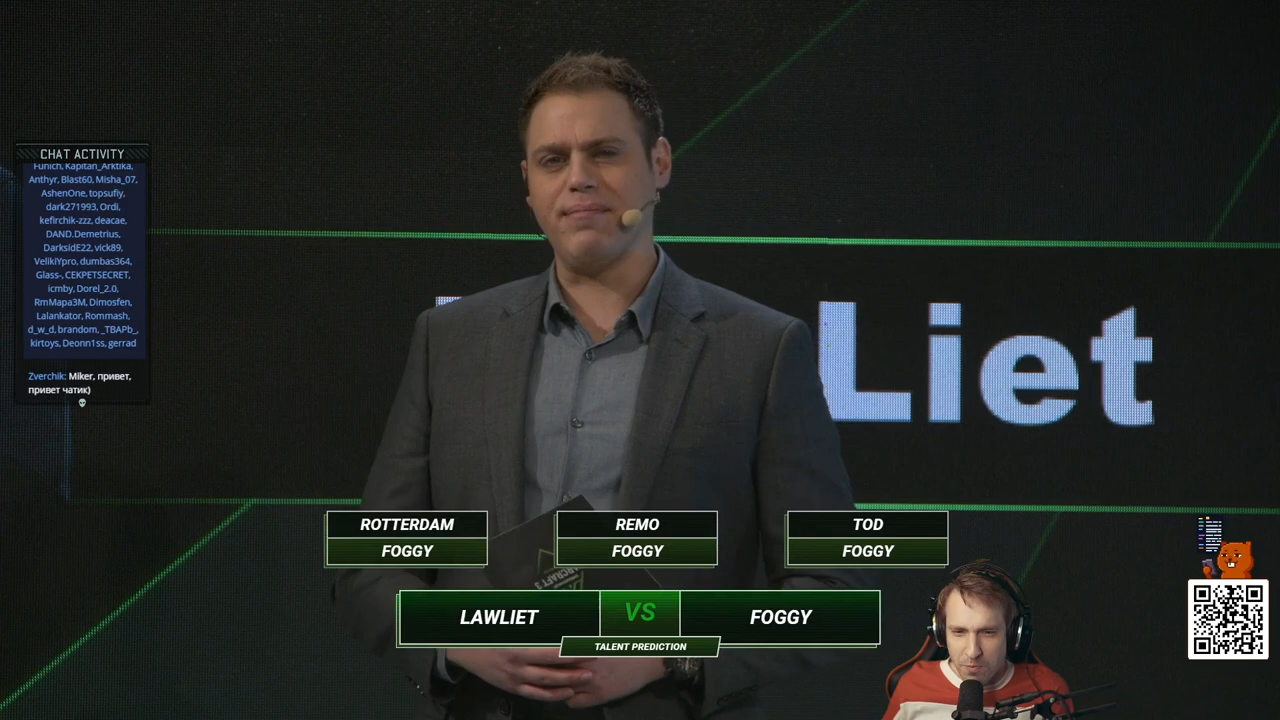 CHAT ACTIVITY
Funich, Kapitan_Arktika,
Anthyr, Blast60, Misha_07,
AshenOne, topsufiy,
dark271993, Ordi,
kefirchik-zzz, deacae,
DAND.Demetrius,
DarksidE22, vick89,
VelikiYpro, dumbas364,
Glass-, CEKPETSECRET,
icmby, Dorel_2.0,
RmMapa3M, Dimosfen,
Lalankator, Rommash,
d_w_d, brandom, _TBAPb_,
kirtoys, Deonn1ss, gerrad
Zverchik: Miker, привет,
привет чатик)
Liet
ROTTERDAM
FOGGY
REMO
FOGGY
TOD
FOGGY
LAWLIET
VS
FOGGY
TALENT PREDICTION